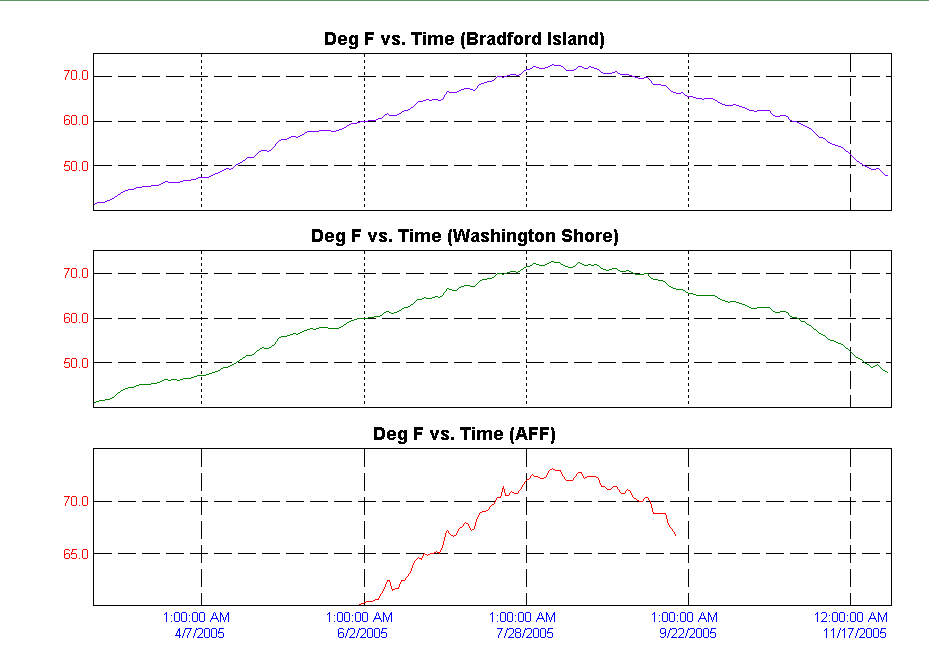 Deg F vs. Time (Bradford Island)
70.0
60.0
50.0
Deg F vs. Time (Washington Shore)
70.0
60.0
50.0
Deg F vs. Time (AFF)
70.0
65.0
1:00:00 AM 1:00:00 AM 1:00:00 AM 1:00:00 AM 12:00:00 AM
4/7/2005 6/2/2005 7/28/2005 9/22/2005 11/17/2005